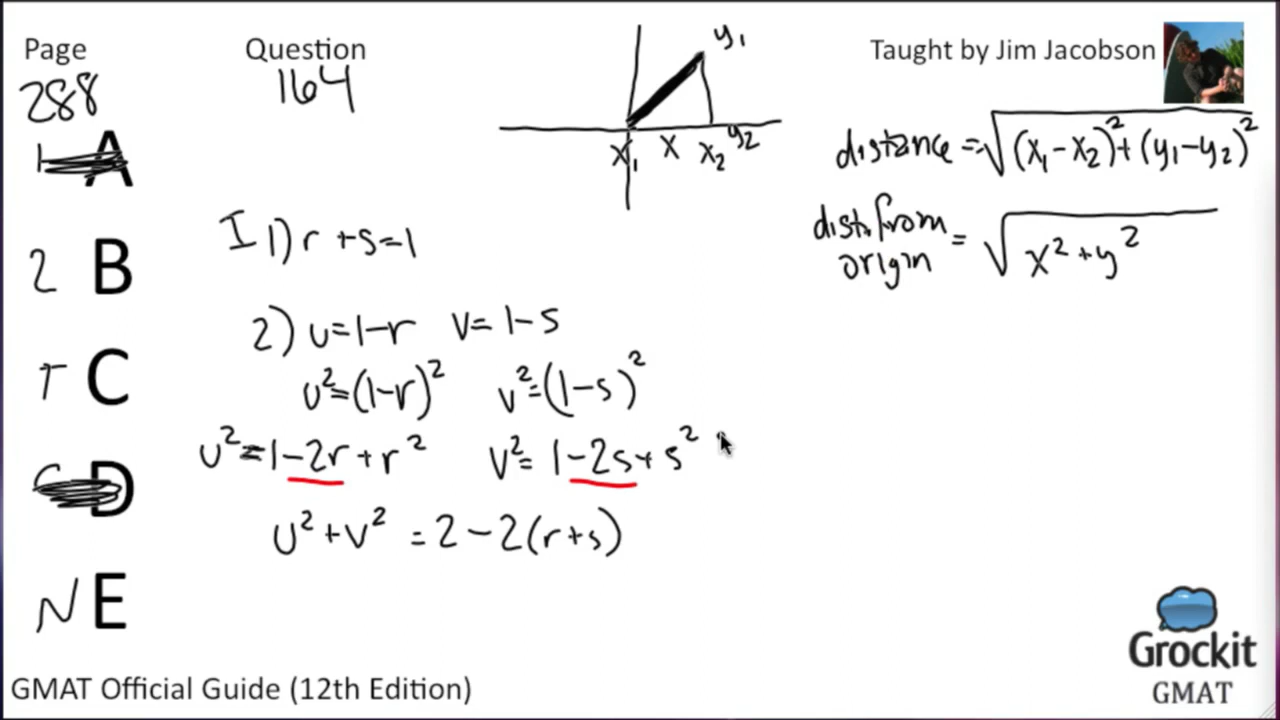 Page
Question
Taught by Jim Jacobson
288
164
y₁
x₁ x x₂ y₂
distance = √(x₁-x₂)²+(y₁-y₂)²
dist. from origin = √x²+y²
1 A
2 B
T C
D
N E
I 1) r+s=1
2) u=1-r v=1-s
u²=(1-r)² v²=(1-s)²
u²=1-2r+r² v²=1-2s+s²
u²+v²=2-2(r+s)
Grockit
GMAT
GMAT Official Guide (12th Edition)